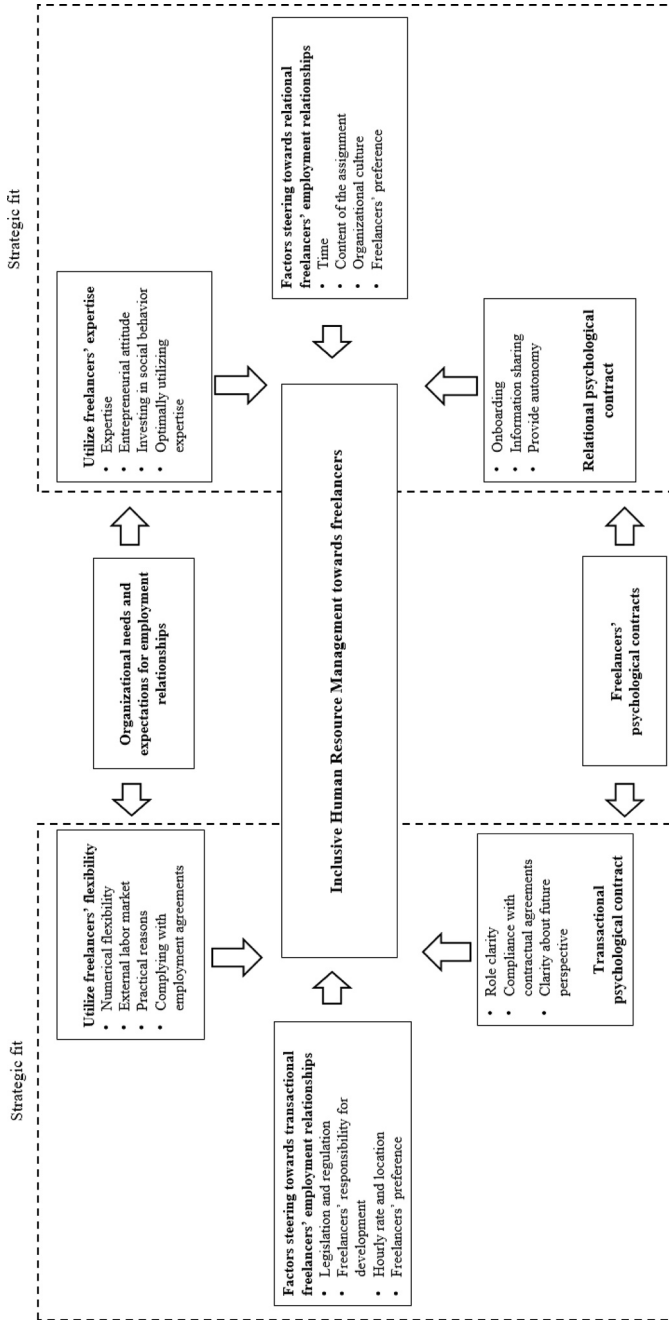 Strategic fit
Strategic fit
Utilize freelancers’ flexibility
• Numerical flexibility
• External labor market
• Practical reasons
• Complying with
employment agreements
Organizational needs and
expectations for employment
relationships
Utilize freelancers’ expertise
• Expertise
• Entrepreneurial attitude
• Investing in social behavior
• Optimally utilizing
expertise
Factors steering towards transactional
freelancers’ employment relationships
• Legislation and regulation
• Freelancers’ responsibility for
development
• Hourly rate and location
• Freelancers’ preference
Inclusive Human Resource Management towards freelancers
Factors steering towards relational
freelancers’ employment relationships
• Time
• Content of the assignment
• Organizational culture
• Freelancers’ preference
• Role clarity
• Compliance with
contractual agreements
• Clarity about future
perspective
Transactional
psychological contract
Freelancers’
psychological contracts
• Onboarding
• Information sharing
• Provide autonomy
Relational psychological
contract